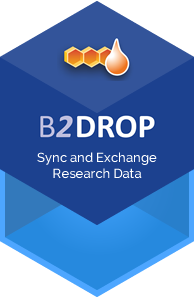 B2DROP
Sync and Exchange
Research Data